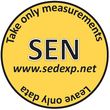 Take only measurements
SEN
www.sedexp.net
Leave only data